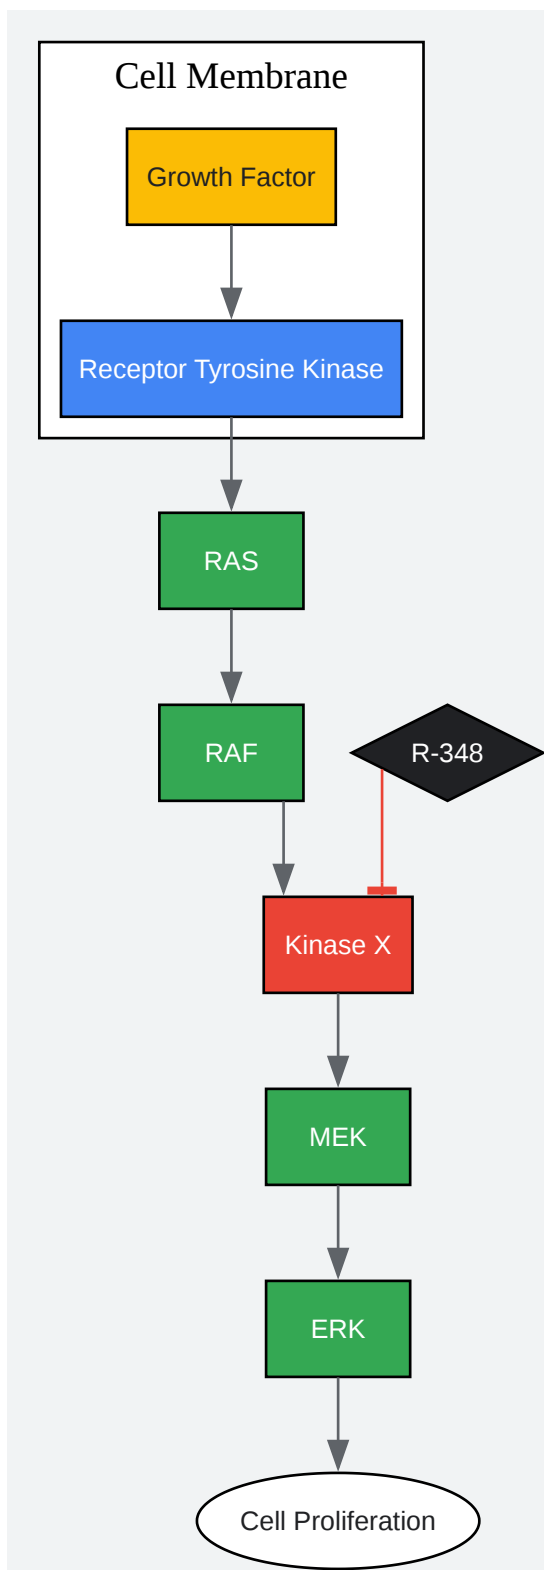 Cell Membrane
Growth Factor
Receptor Tyrosine Kinase
RAS
RAF
R-348
Kinase X
MEK
ERK
Cell Proliferation